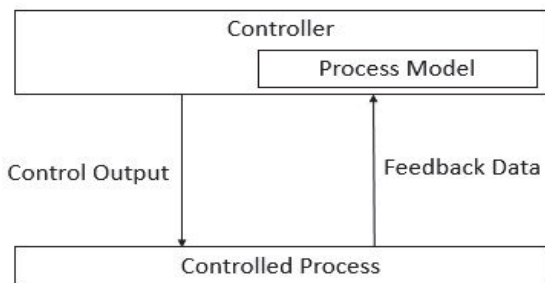 Controller
Process Model
Control Output
Feedback Data
Controlled Process